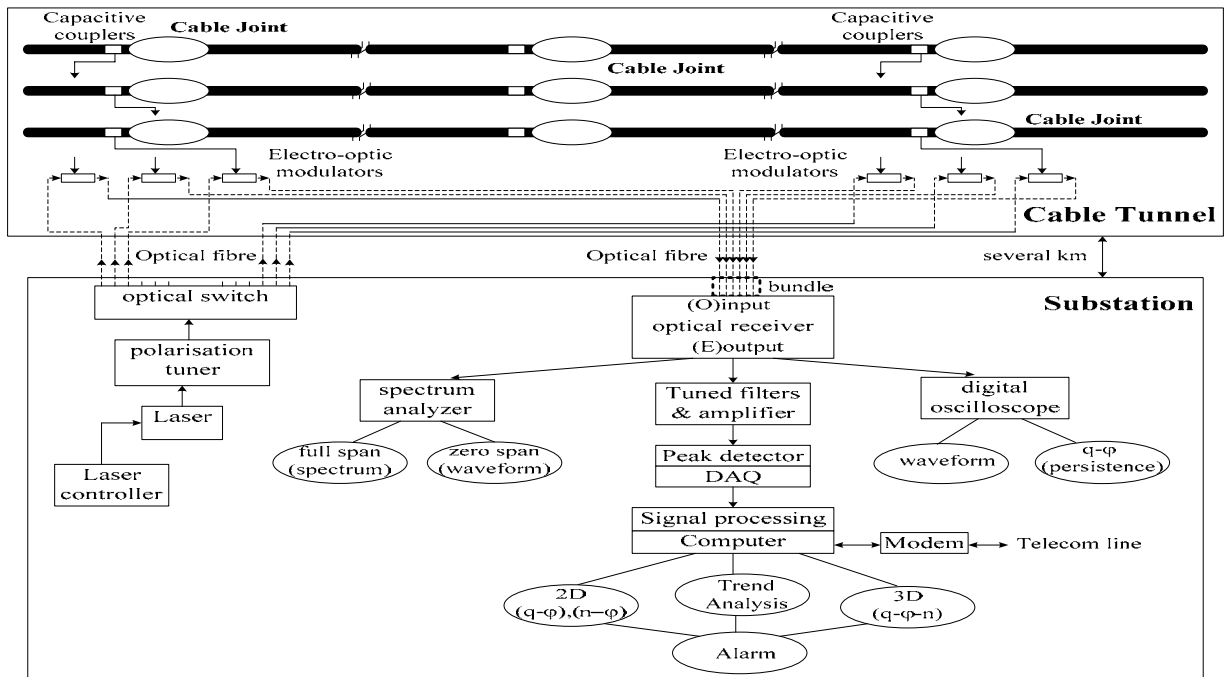 Capacitive
couplers
Cable Joint
Capacitive
couplers
Cable Joint
Cable Joint
Electro-optic
modulators
Electro-optic
modulators
Cable Tunnel
Optical fibre
Optical fibre
several km
optical switch
bundle
(O)input
optical receiver
(E)output
Substation
polarisation
tuner
spectrum
analyzer
Tuned filters
& amplifier
digital
oscilloscope
Laser
full span
(spectrum)
zero span
(waveform)
Peak detector
DAQ
waveform
q-φ
(persistence)
Laser
controller
Signal processing
Computer
Modem
Telecom line
2D
(q-φ),(n–φ)
Trend
Analysis
3D
(q-φ-n)
Alarm